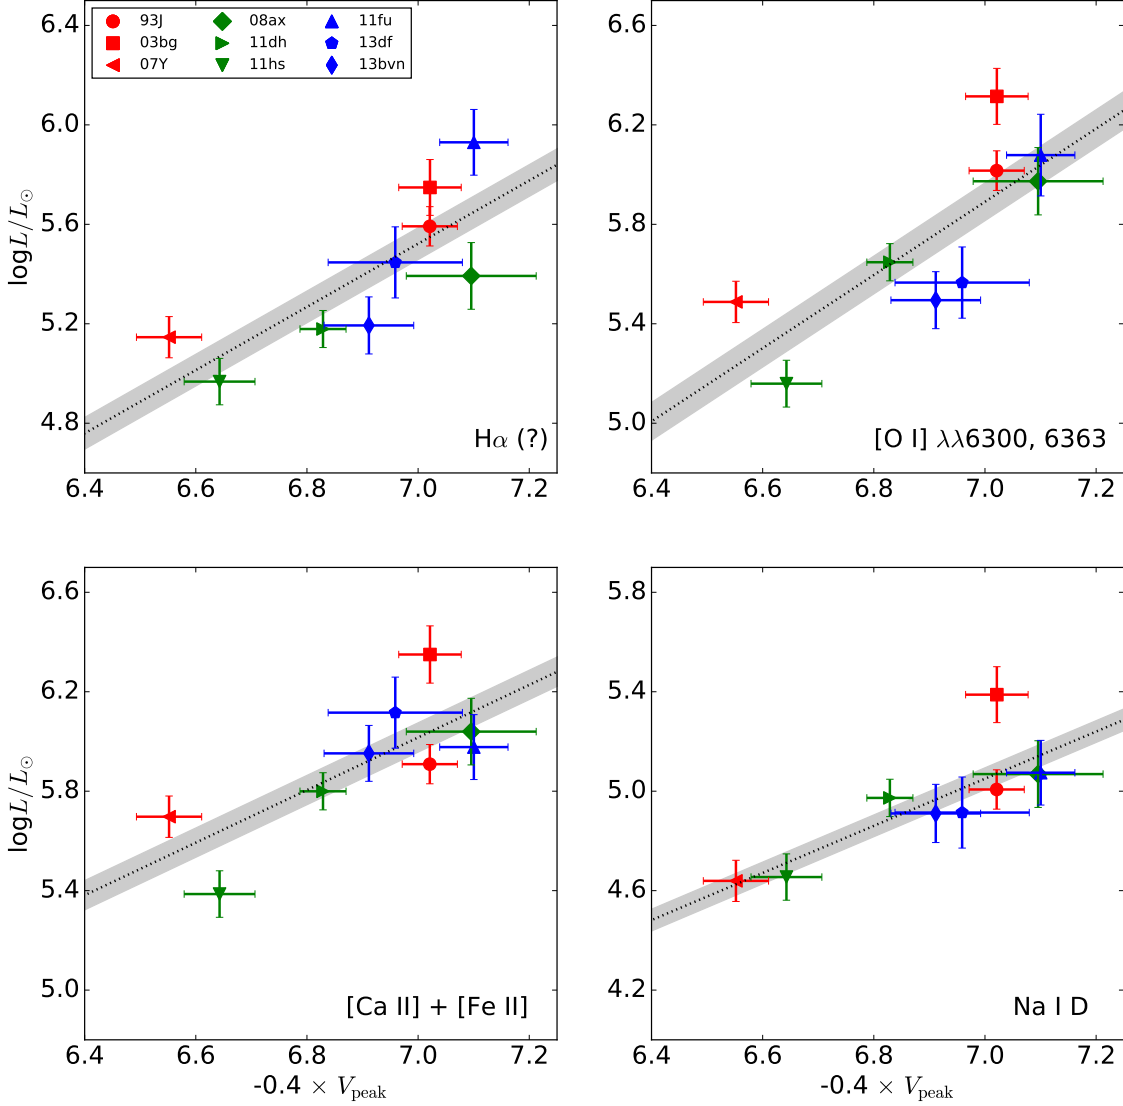 93J 08ax 11fu
03bg 11dh 13df
07Y 11hs 13bvn
6.4
6.0
5.6
5.2
4.8
logL/L⊙
Hα (?)
6.4 6.6 6.8 7.0 7.2
6.6
6.2
5.8
5.4
5.0
[O I] λλ6300, 6363
6.4 6.6 6.8 7.0 7.2
6.6
6.2
5.8
5.4
5.0
logL/L⊙
[Ca II] + [Fe II]
6.4 6.6 6.8 7.0 7.2
-0.4 × Vpeak
5.8
5.4
5.0
4.6
4.2
Na I D
6.4 6.6 6.8 7.0 7.2
-0.4 × Vpeak